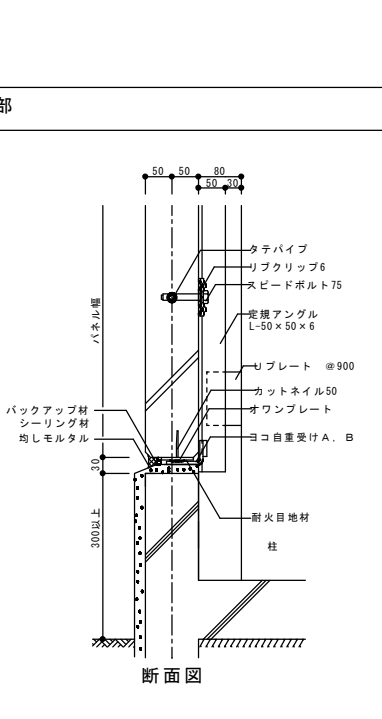 部
50 50 80
50 30
タテパイプ
リブクリップ6
スピードボルト75
定規アングル
L-50×50×6
パネル幅
Uプレート @900
カットネイル50
オワンプレート
バックアップ材
シーリング材
均しモルタル
ヨコ自重受けA、B
30
耐火目地材
300以上
柱
断面図